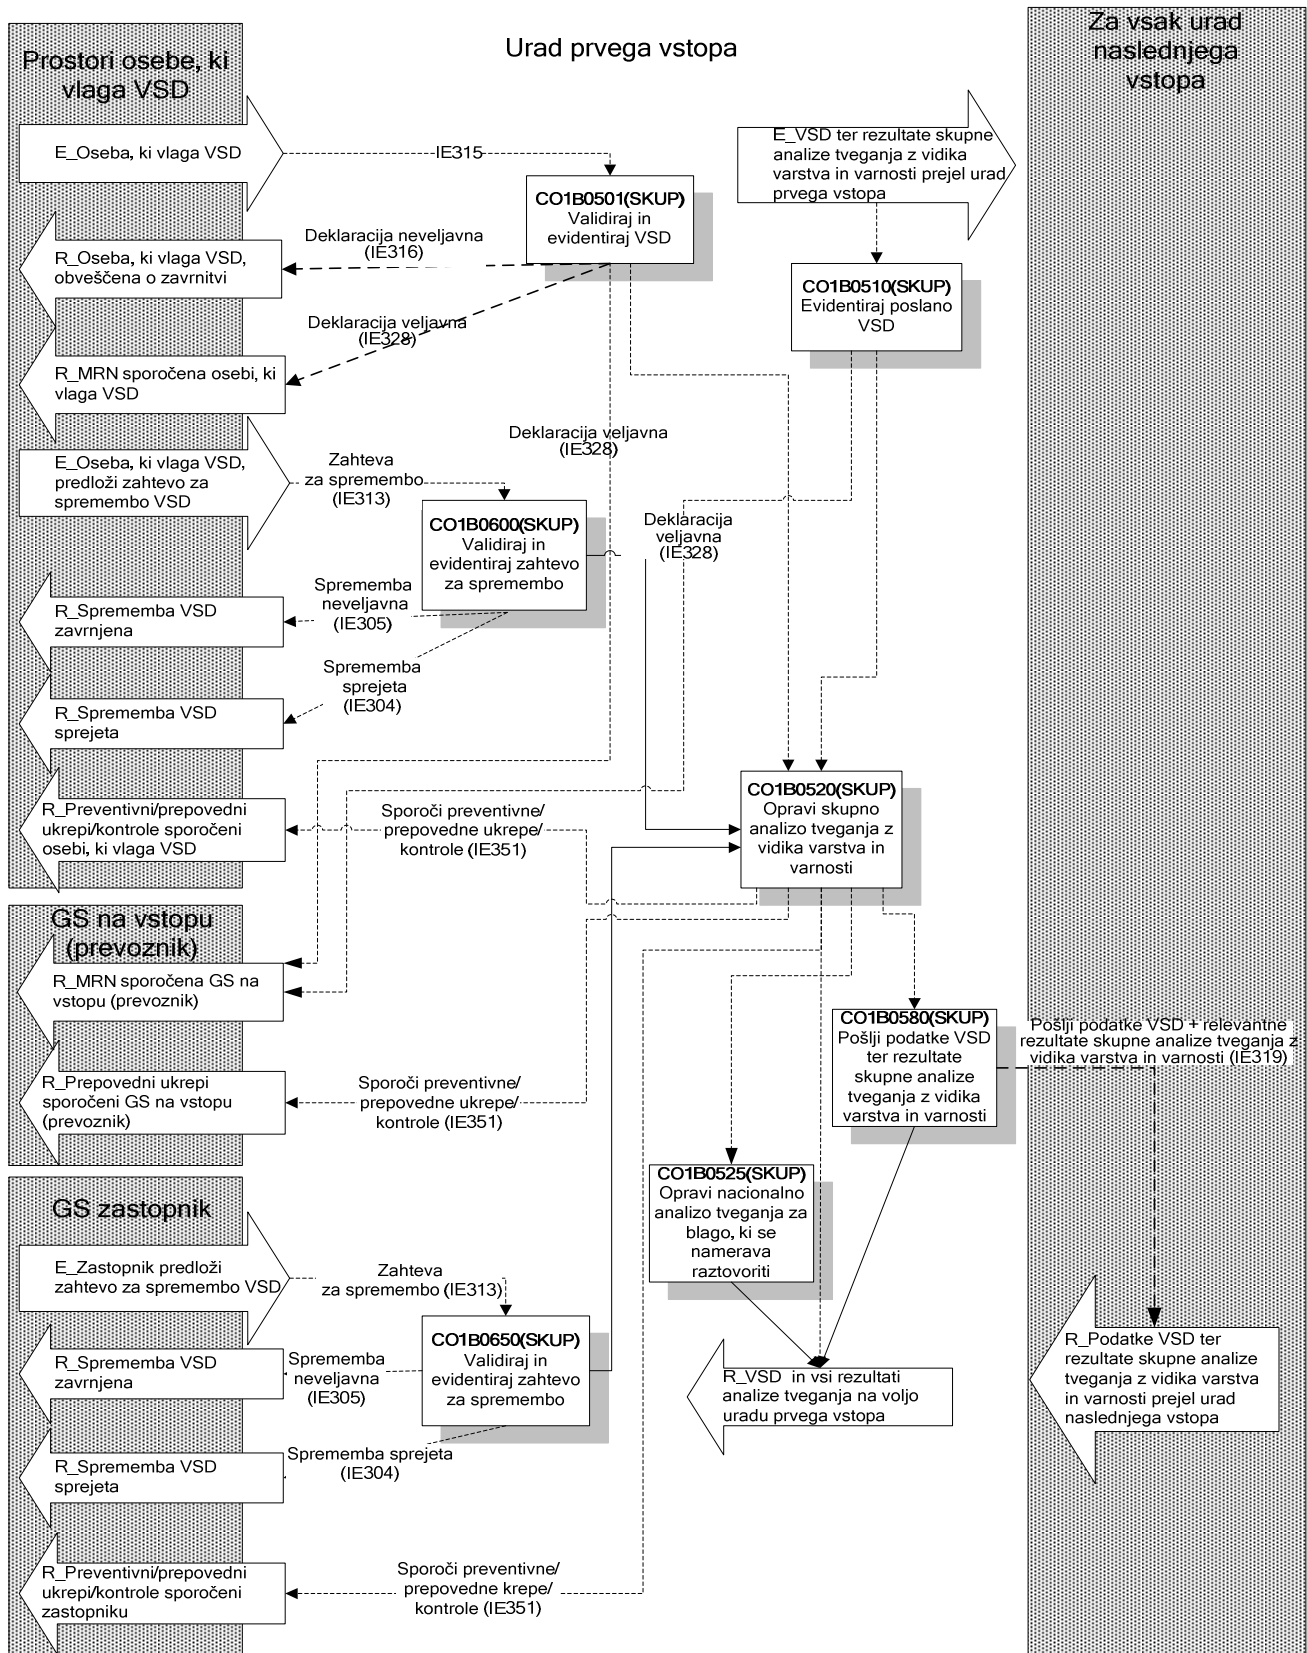 Prostori osebe, ki
vlaga VSD
Urad prvega vstopa
Za vsak urad
naslednjega
vstopa
E_Oseba, ki vlaga VSD
IE315
E_VSD ter rezultate skupne
analize tveganja z vidika
varstva in varnosti prejel urad
prvega vstopa
CO1B0501(SKUP)
Validiraj in
evidentiraj VSD
Deklaracija neveljavna
(IE316)
R_Oseba, ki vlaga VSD,
obveščena o zavrnitvi
CO1B0510(SKUP)
Evidentiraj poslano
VSD
Deklaracija veljavna
(IE328)
R_MRN sporočena osebi, ki
vlaga VSD
Deklaracija veljavna
(IE328)
E_Oseba, ki vlaga VSD,
predloži zahtevo za
spremembo VSD
Zahteva
za spremembo
(IE313)
CO1B0600(SKUP)
Validiraj in
evidentiraj zahtevo
za spremembo
Deklaracija
veljavna
(IE328)
Sprememba
neveljavna
(IE305)
R_Sprememba VSD
zavrnjena
Sprememba
sprejeta
(IE304)
R_Sprememba VSD
sprejeta
CO1B0520(SKUP)
Opravi skupno
analizo tveganja z
vidika varstva in
varnosti
R_Preventivni/prepovedni
ukrepi/kontrole sporočeni
osebi, ki vlaga VSD
Sporoči preventivne/
prepovedne ukrepe/
kontrole (IE351)
GS na vstopu
(prevoznik)
R_MRN sporočena GS na
vstopu (prevoznik)
CO1B0580(SKUP)
Pošlji podatke VSD
ter rezultate
skupne analize
tveganja z vidika
varstva in varnosti
Pošlji podatke VSD + relevantne
rezultate skupne analize tveganja z
vidika varstva in varnosti (IE319)
R_Prepovedni ukrepi
sporočeni GS na vstopu
(prevoznik)
Sporoči preventivne/
prepovedne ukrepe/
kontrole (IE351)
CO1B0525(SKUP)
Opravi nacionalno
analizo tveganja za
blago, ki se
namerava
raztovoriti
GS zastopnik
E_Zastopnik predloži
zahtevo za spremembo VSD
Zahteva
za spremembo (IE313)
CO1B0650(SKUP)
Validiraj in
evidentiraj zahtevo
za spremembo
R_Sprememba VSD
zavrnjena
Sprememba
neveljavna
(IE305)
R_VSD in vsi rezultati
analize tveganja na voljo
uradu prvega vstopa
R_Podatke VSD ter
rezultate skupne analize
tveganja z vidika varstva
in varnosti prejel urad
naslednjega vstopa
Sprememba sprejeta
(IE304)
R_Sprememba VSD
sprejeta
R_Preventivni/prepovedni
ukrepi/kontrole sporočeni
zastopniku
Sporoči preventivne/
prepovedne krepe/
kontrole (IE351)